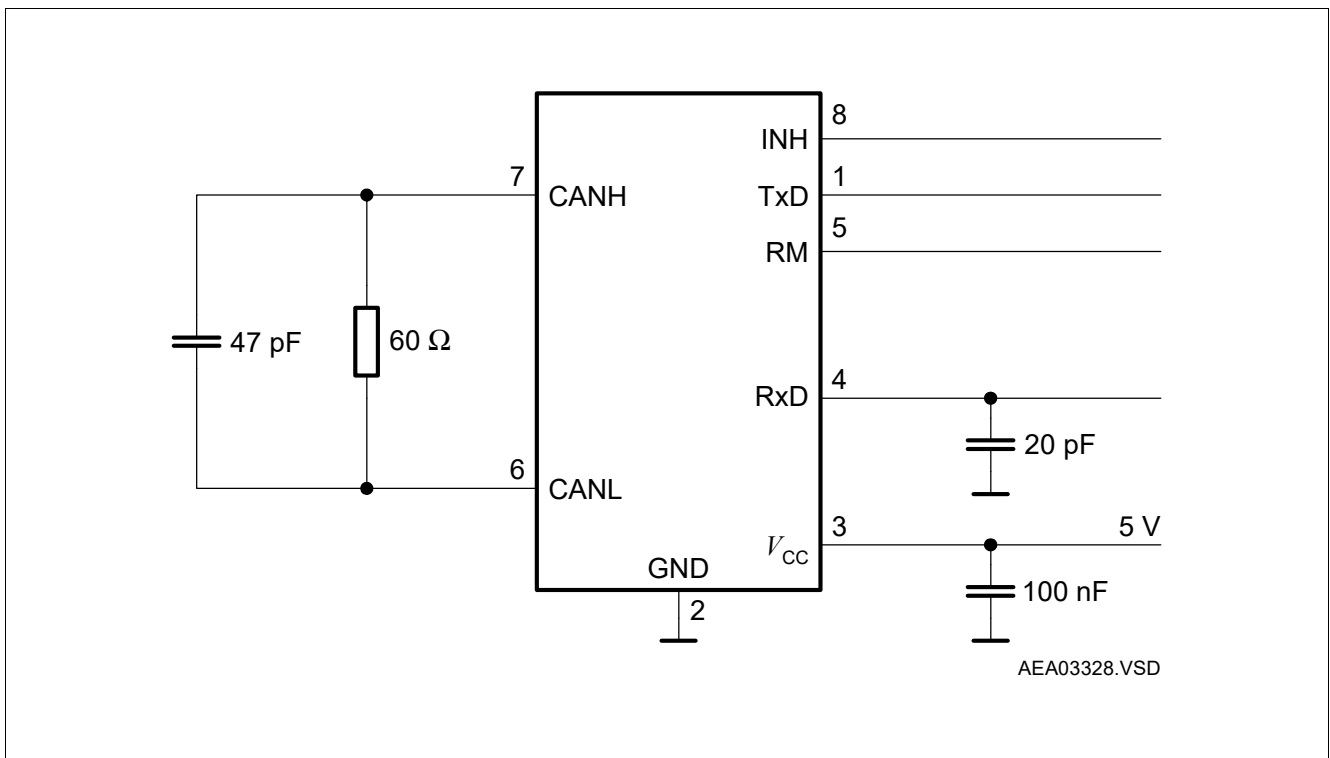 8
INH
1
7
TxD
CANH
5
RM
47 pF
60 Ω
4
RxD
20 pF
6
CANL
3
5 V
VCC
GND
100 nF
2
AEA03328.VSD